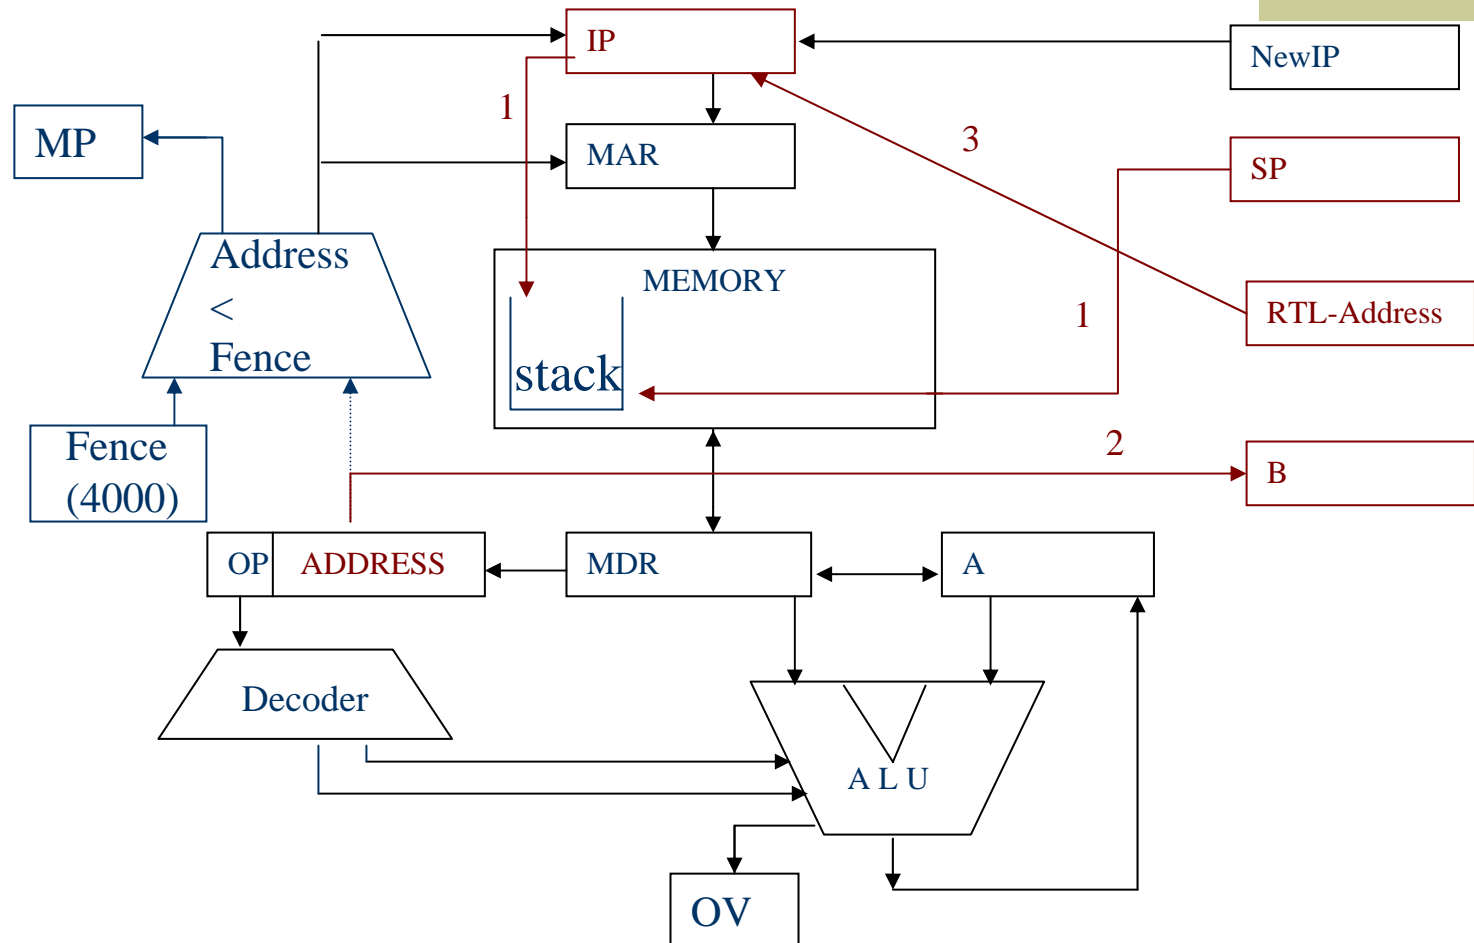 IP
NewIP
1
MP
3
MAR
SP
Address
<
Fence
MEMORY
1
RTL-Address
stack
Fence
(4000)
2
B
OP
ADDRESS
MDR
A
Decoder
A L U
OV